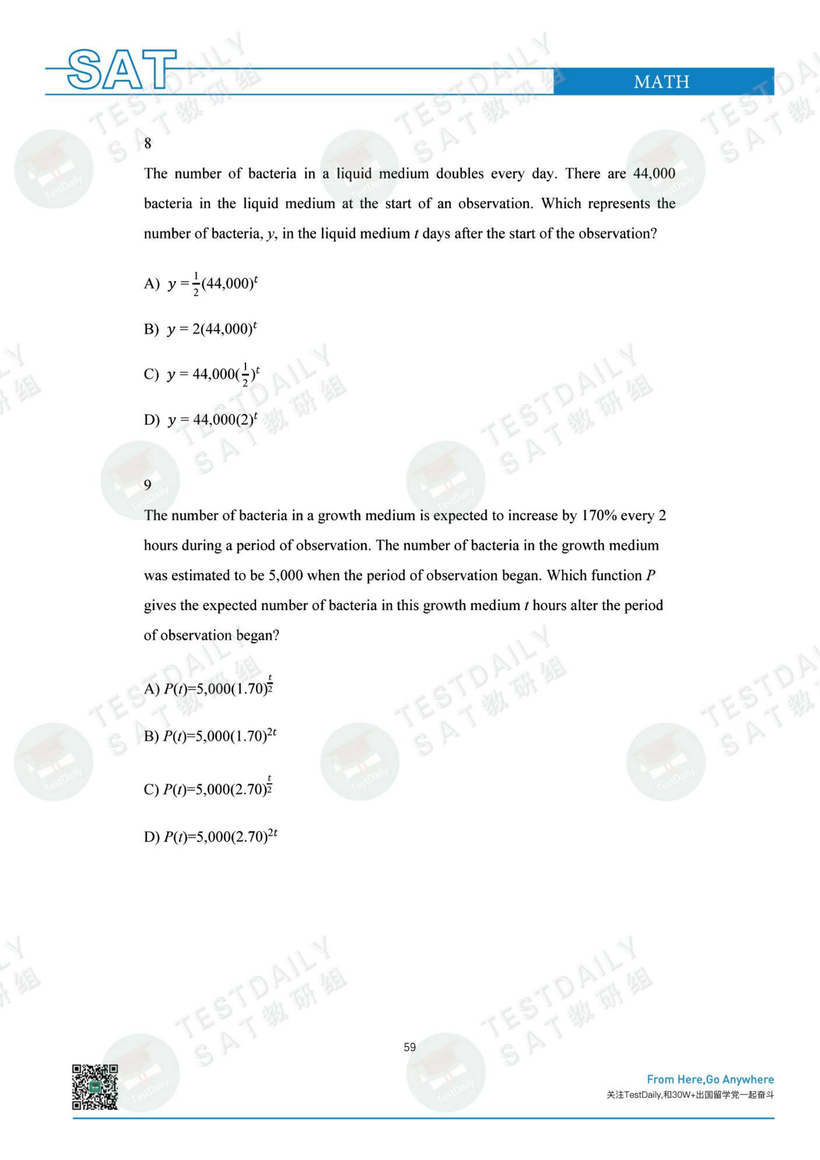 SAT
MATH
8
The number of bacteria in a liquid medium doubles every day. There are 44,000
bacteria in the liquid medium at the start of an observation. Which represents the
number of bacteria, y, in the liquid medium t days after the start of the observation?
A) y = 1/2(44,000)^t
B) y = 2(44,000)^t
C) y = 44,000(1/2)^t
D) y = 44,000(2)^t
9
The number of bacteria in a growth medium is expected to increase by 170% every 2
hours during a period of observation. The number of bacteria in the growth medium
was estimated to be 5,000 when the period of observation began. Which function P
gives the expected number of bacteria in this growth medium t hours alter the period
of observation began?
A) P(t)=5,000(1.70)^(t/2)
B) P(t)=5,000(1.70)^(2t)
C) P(t)=5,000(2.70)^(t/2)
D) P(t)=5,000(2.70)^(2t)
59
From Here,Go Anywhere
关注TestDaily,和30W+出国留学党一起奋斗
TESTDAILY
SAT教研组
TestDaily